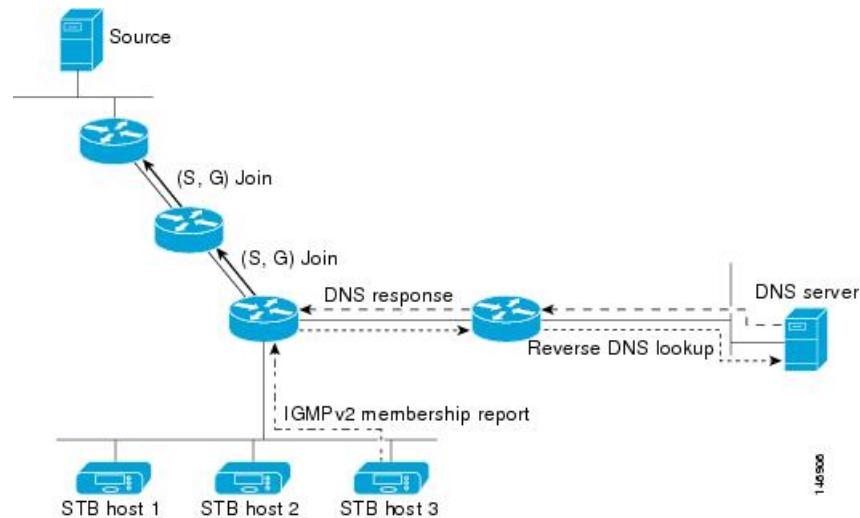 Source
(S, G) Join
(S, G) Join
DNS response
DNS server
Reverse DNS lookup
IGMPv2 membership report
STB host 1
STB host 2
STB host 3
146906